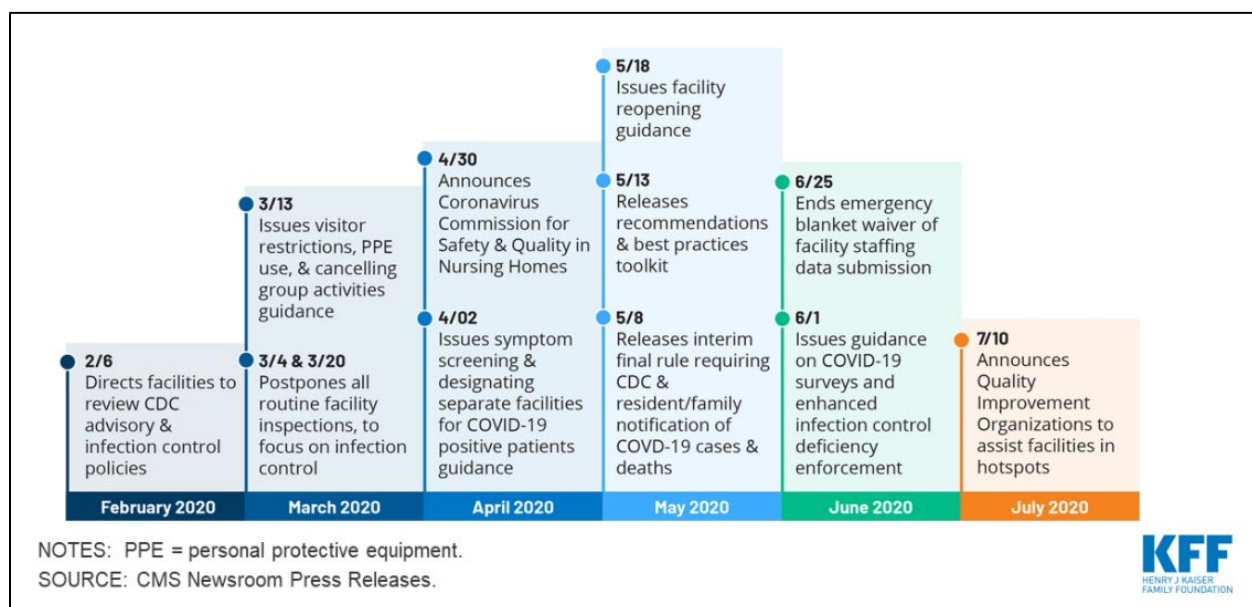 2/6
Directs facilities to
review CDC
advisory &
infection control
policies
February 2020
3/13
Issues visitor
restrictions, PPE
use, & cancelling
group activities
guidance
3/4 & 3/20
Postpones all
routine facility
inspections, to
focus on infection
control
March 2020
4/30
Announces
Coronavirus
Commission for
Safety & Quality in
Nursing Homes
4/02
Issues symptom
screening &
designating
separate facilities
for COVID-19
positive patients
guidance
April 2020
5/18
Issues facility
reopening
guidance
5/13
Releases
recommendations
& best practices
toolkit
5/8
Releases interim
final rule requiring
CDC &
resident/family
notification of
COVD-19 cases &
deaths
May 2020
6/25
Ends emergency
blanket waiver of
facility staffing
data submission
6/1
Issues guidance
on COVID-19
surveys and
enhanced
infection control
deficiency
enforcement
June 2020
7/10
Announces
Quality
Improvement
Organizations to
assist facilities in
hotspots
July 2020
NOTES: PPE = personal protective equipment.
SOURCE: CMS Newsroom Press Releases.
KFF
HENRY J KAISER
FAMILY FOUNDATION